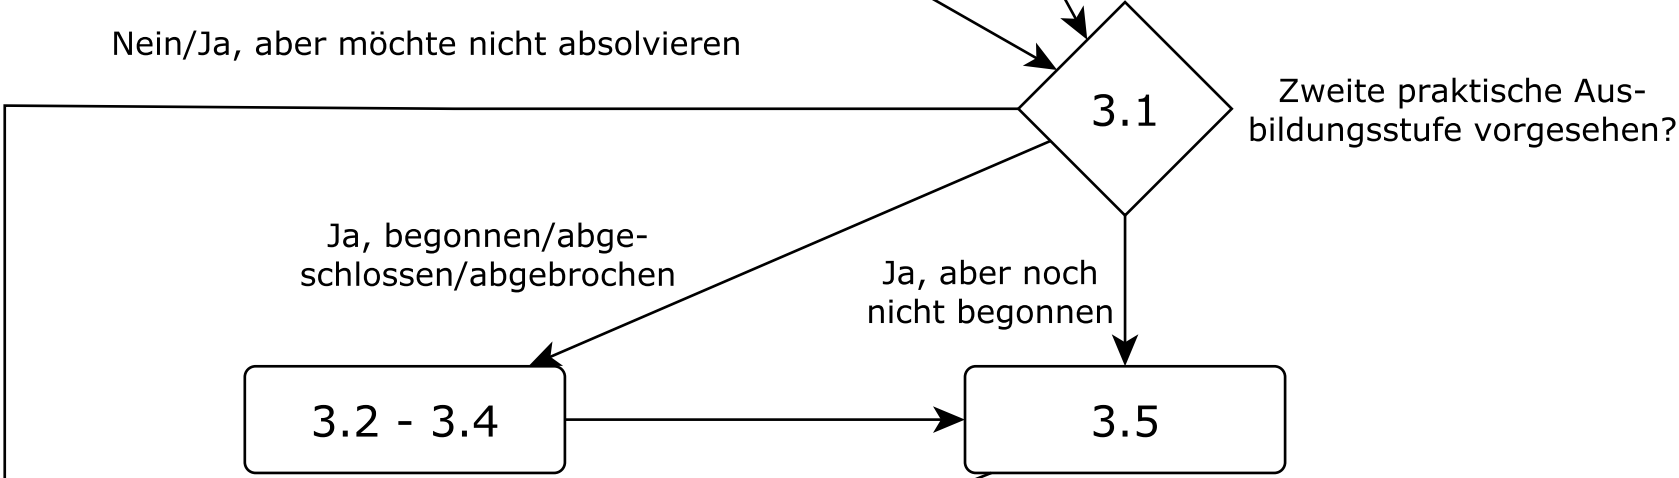 Nein/Ja, aber möchte nicht absolvieren
3.1
Zweite praktische Aus-
bildungsstufe vorgesehen?
Ja, begonnen/abge-
schlossen/abgebrochen
Ja, aber noch
nicht begonnen
3.2 - 3.4
3.5